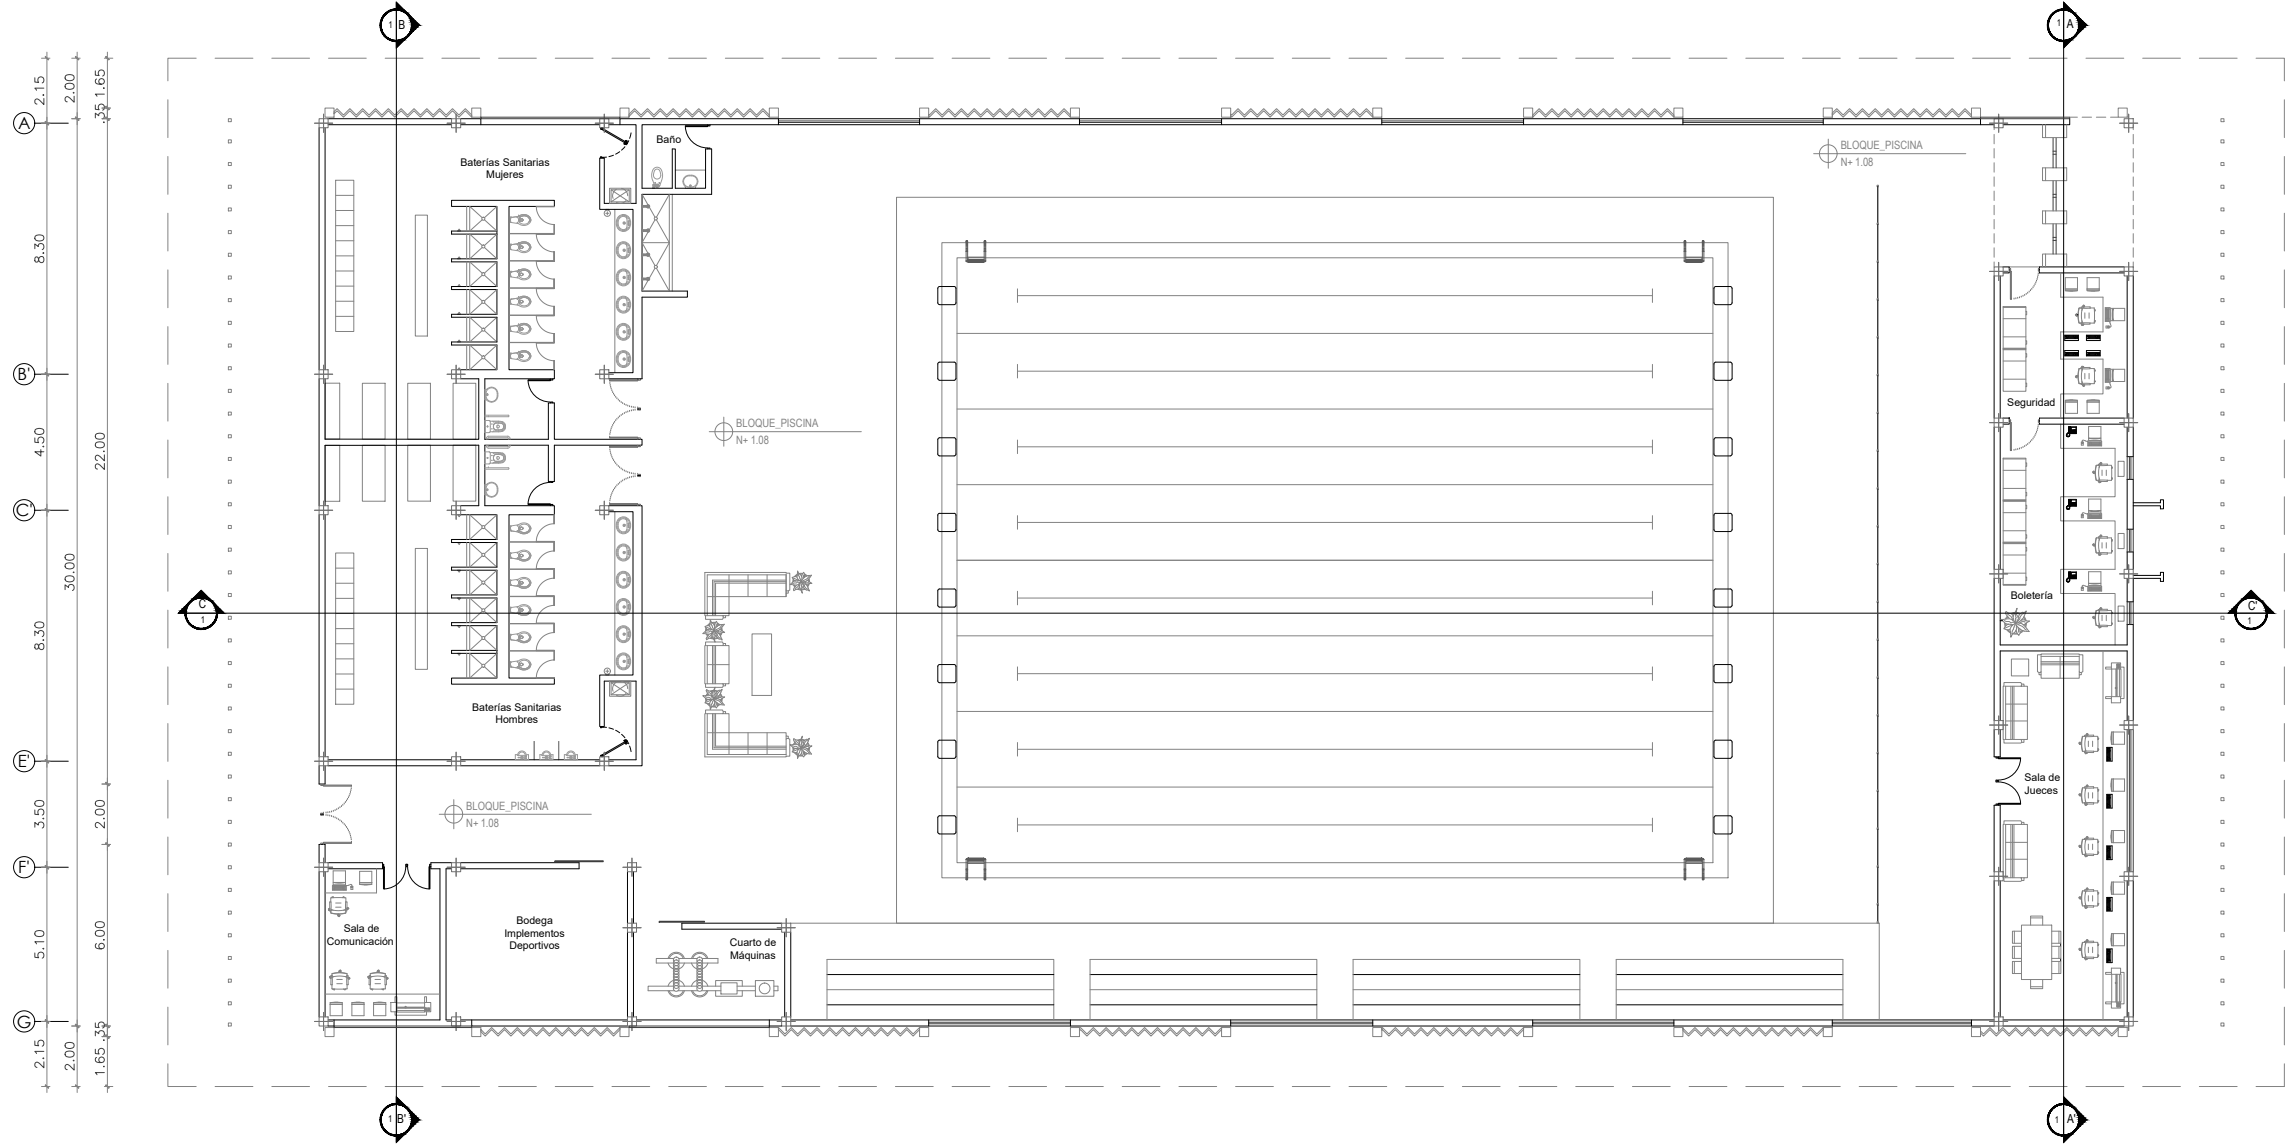 1 B
1 A
2.15
2.00
1.65
.35
A
Baterías Sanitarias
Mujeres
Baño
BLOQUE_PISCINA
N+ 1.08
8.30
B'
Seguridad
BLOQUE_PISCINA
N+ 1.08
4.50
22.00
C'
30.00
C
1
Boletería
C'
1
8.30
Baterías Sanitarias
Hombres
E'
Sala de
Jueces
3.50
2.00
BLOQUE_PISCINA
N+ 1.08
F'
Sala de
Comunicación
Bodega
Implementos
Deportivos
Cuarto de
Máquinas
5.10
6.00
G
.35
2.15
2.00
1.65
1 B'
1 A'